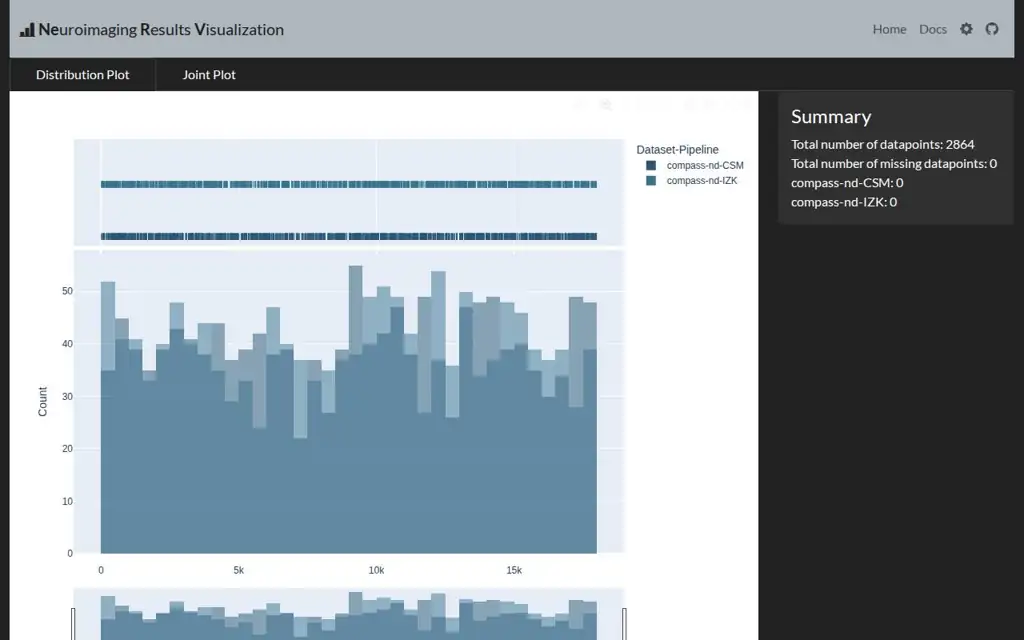 Neuroimaging Results Visualization
Home Docs
Distribution Plot Joint Plot
Summary
Total number of datapoints: 2864
Total number of missing datapoints: 0
compass-nd-CSM: 0
compass-nd-IZK: 0
Dataset-Pipeline
compass-nd-CSM
compass-nd-IZK
Count
50
40
30
20
10
0
0 5k 10k 15k